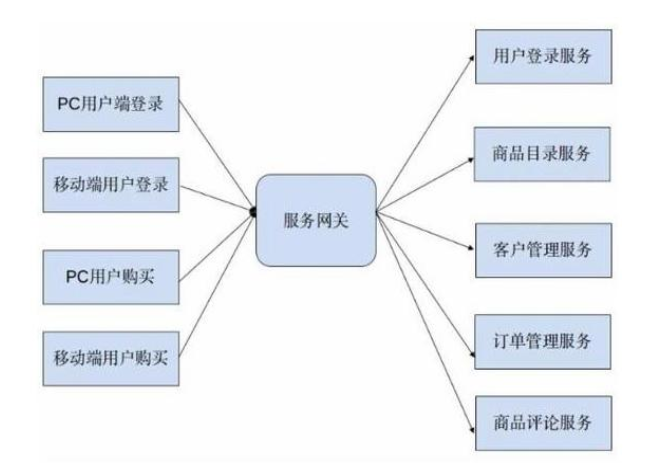 PC用户端登录
移动端用户登录
PC用户购买
移动端用户购买
服务网关
用户登录服务
商品目录服务
客户管理服务
订单管理服务
商品评论服务